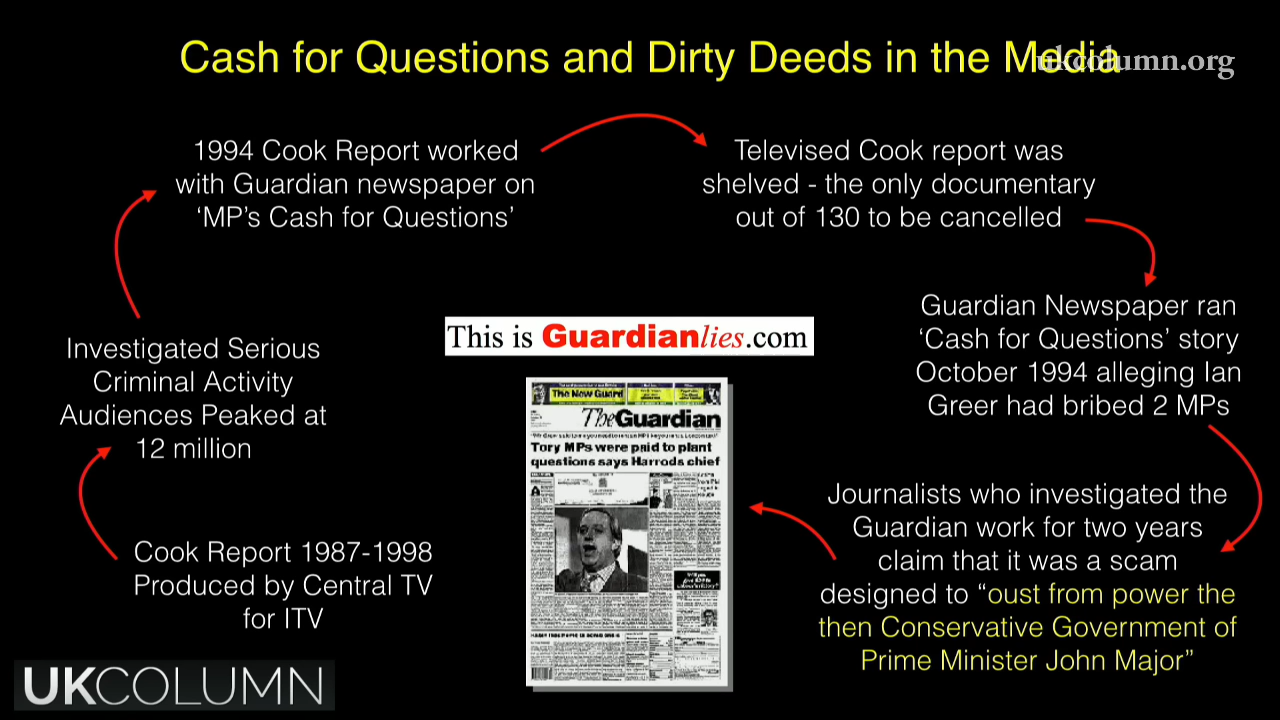 Cash for Questions and Dirty Deeds in the Media
ukcolumn.org
1994 Cook Report worked
with Guardian newspaper on
‘MP’s Cash for Questions’
Televised Cook report was
shelved - the only documentary
out of 130 to be cancelled
Guardian Newspaper ran
‘Cash for Questions’ story
October 1994 alleging Ian
Greer had bribed 2 MPs
Investigated Serious
Criminal Activity
Audiences Peaked at
12 million
This is Guardianlies.com
The New Guard
The Guardian
Tory MPs were paid to plant
questions says Harrods chief
Journalists who investigated the
Guardian work for two years
claim that it was a scam
designed to “oust from power the
then Conservative Government of
Prime Minister John Major”
Cook Report 1987-1998
Produced by Central TV
for ITV
UKCOLUMN